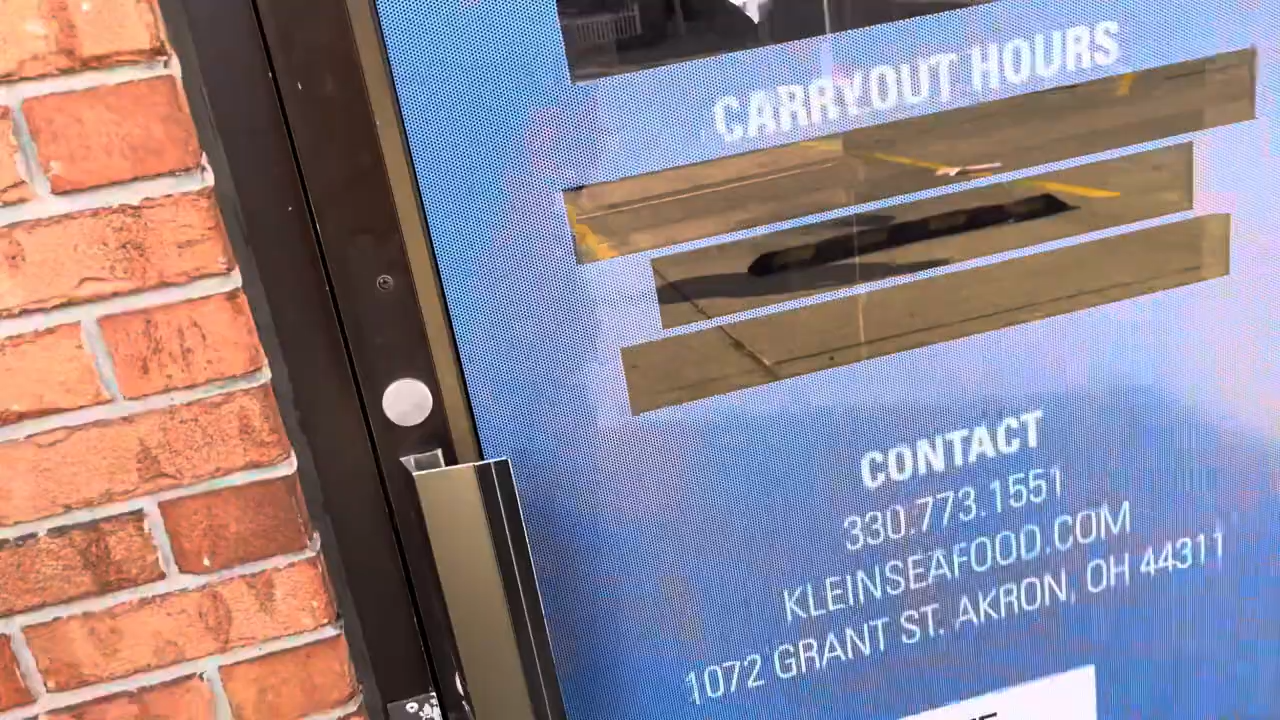 CARRYOUT HOURS
CONTACT
330.773.1551
KLEINSEAFOOD.COM
1072 GRANT ST. AKRON, OH 44311